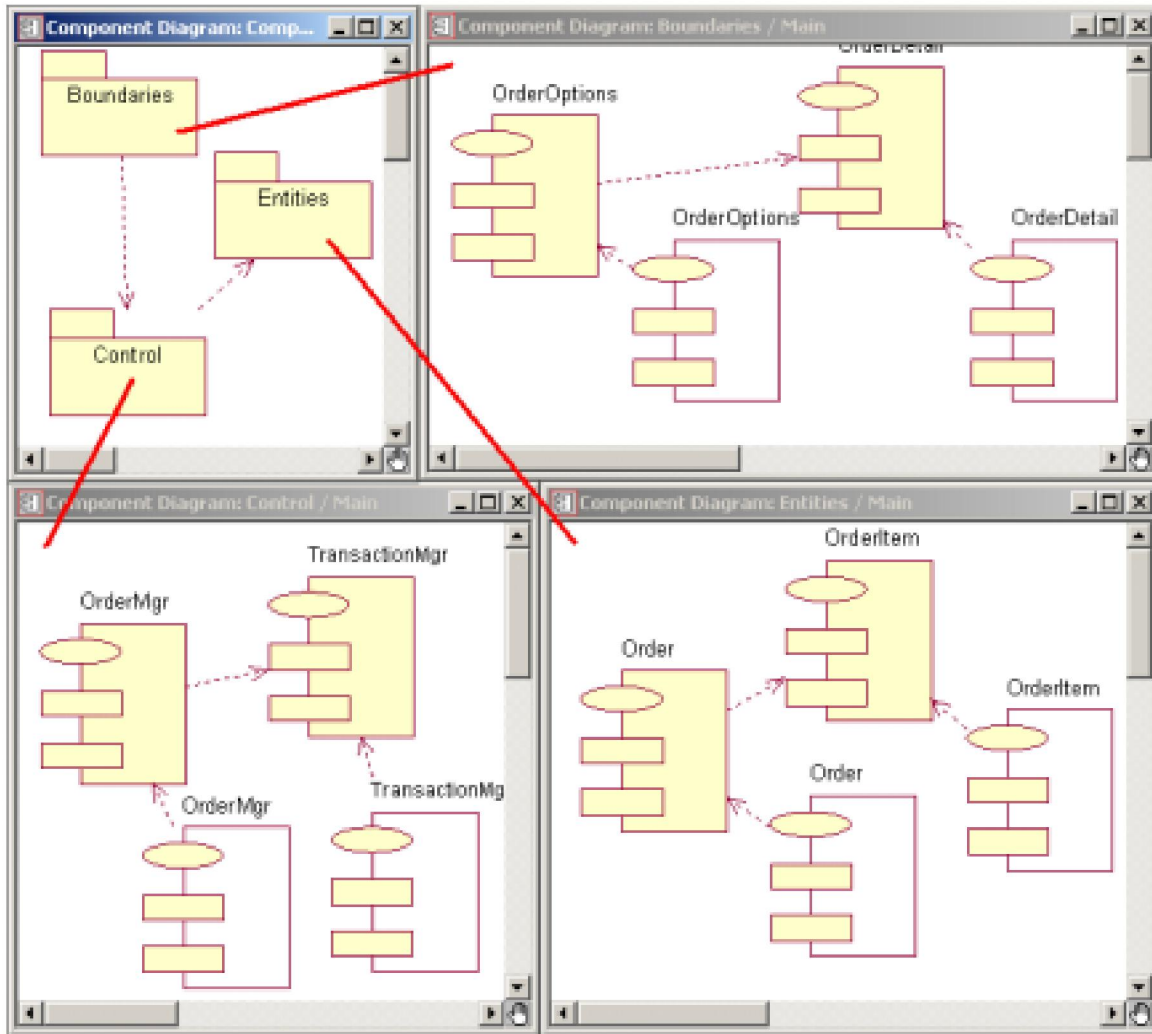 Component Diagram: Comp...
Boundaries
Entities
Control
Component Diagram: Boundaries / Main
OrderDetail
OrderOptions
OrderOptions
OrderDetail
Component Diagram: Control / Main
TransactionMgr
OrderMgr
TransactionMg
OrderMgr
Component Diagram: Entities / Main
OrderItem
Order
OrderItem
Order